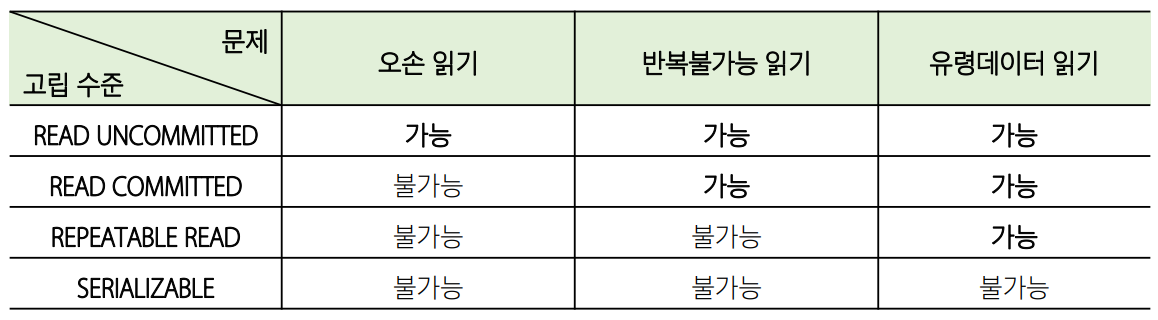 문제
고립 수준
오손 읽기
반복불가능 읽기
유령데이터 읽기
READ UNCOMMITTED 가능 가능 가능
READ COMMITTED 불가능 가능 가능
REPEATABLE READ 불가능 불가능 가능
SERIALIZABLE 불가능 불가능 불가능